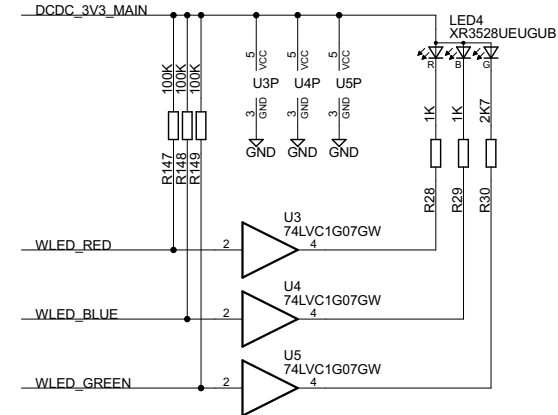 DCDC_3V3_MAIN
LED4
XR3528UEUGUB
R B G
100K 100K 100K
5 VCC 5 VCC 5 VCC
U3P U4P U5P
3 GND 3 GND 3 GND
GND GND GND
1K 1K 2K7
R147 R148 R149
R28 R29 R30
U3
74LVC1G07GW
WLED_RED 2 4
U4
74LVC1G07GW
WLED_BLUE 2 4
U5
74LVC1G07GW
WLED_GREEN 2 4